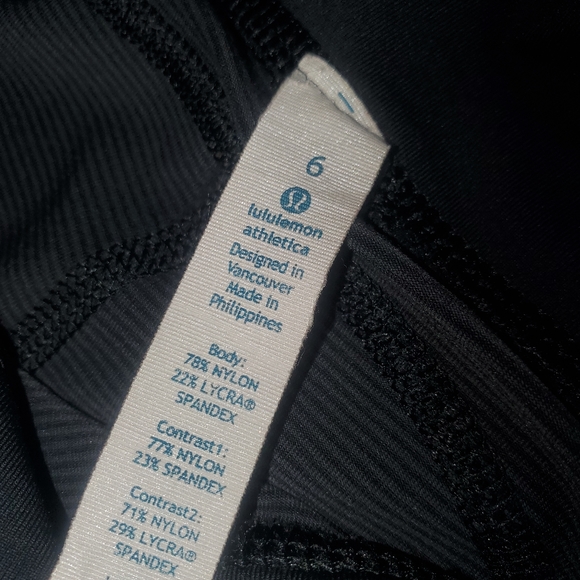 6
lululemon
athletica
Designed in
Vancouver
Made in
Philippines
Body:
78% NYLON
22% LYCRA®
SPANDEX
Contrast1:
77% NYLON
23% SPANDEX
Contrast2:
71% NYLON
29% LYCRA®
SPANDEX